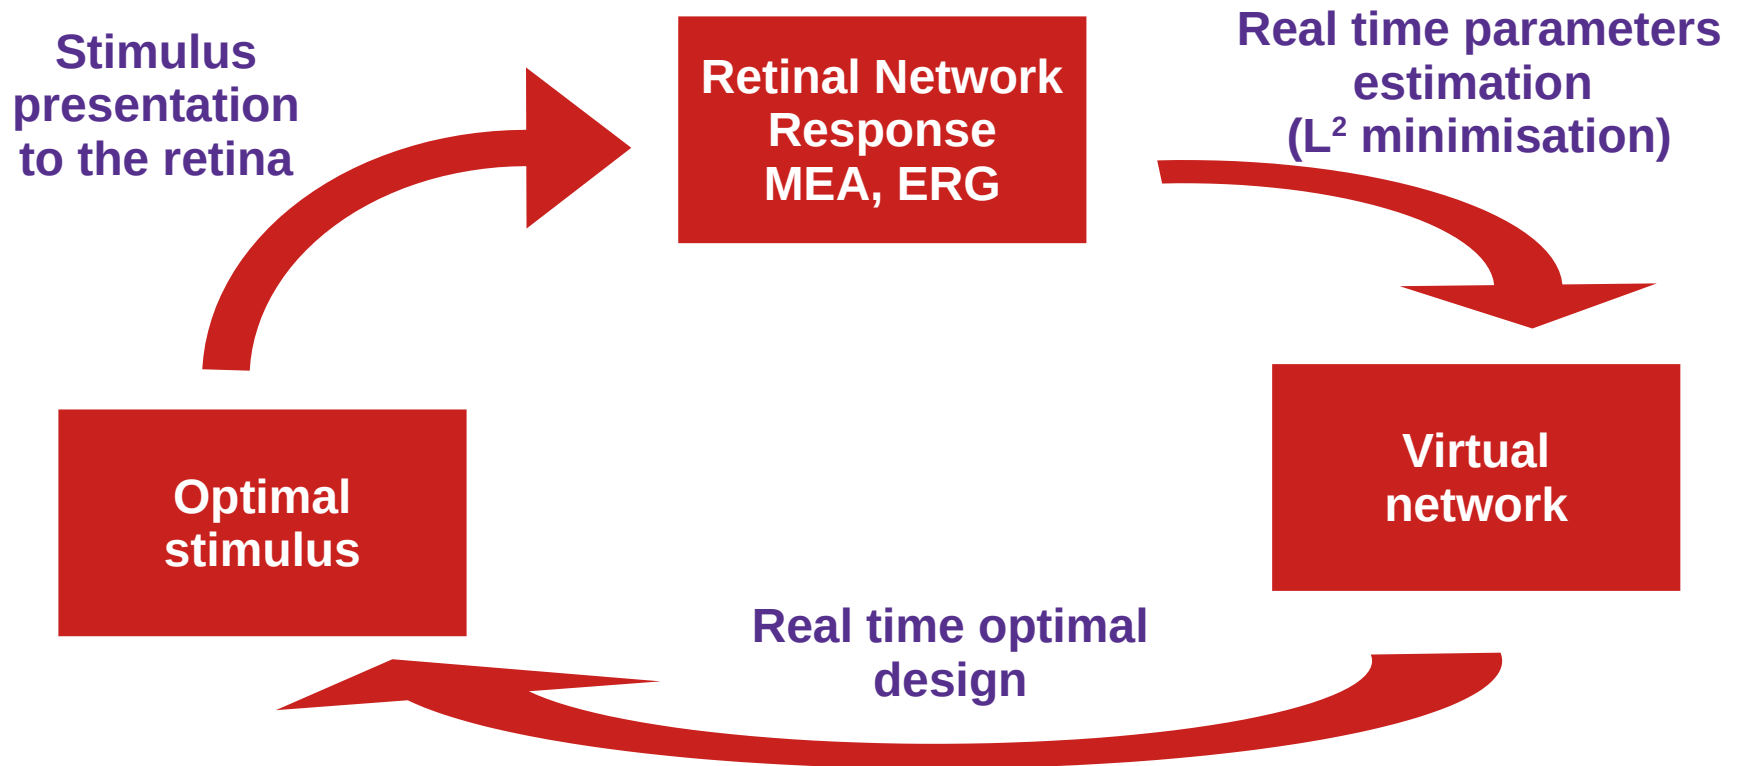 Stimulus
presentation
to the retina
Retinal Network
Response
MEA, ERG
Real time parameters
estimation
(L² minimisation)
Virtual
network
Real time optimal
design
Optimal
stimulus